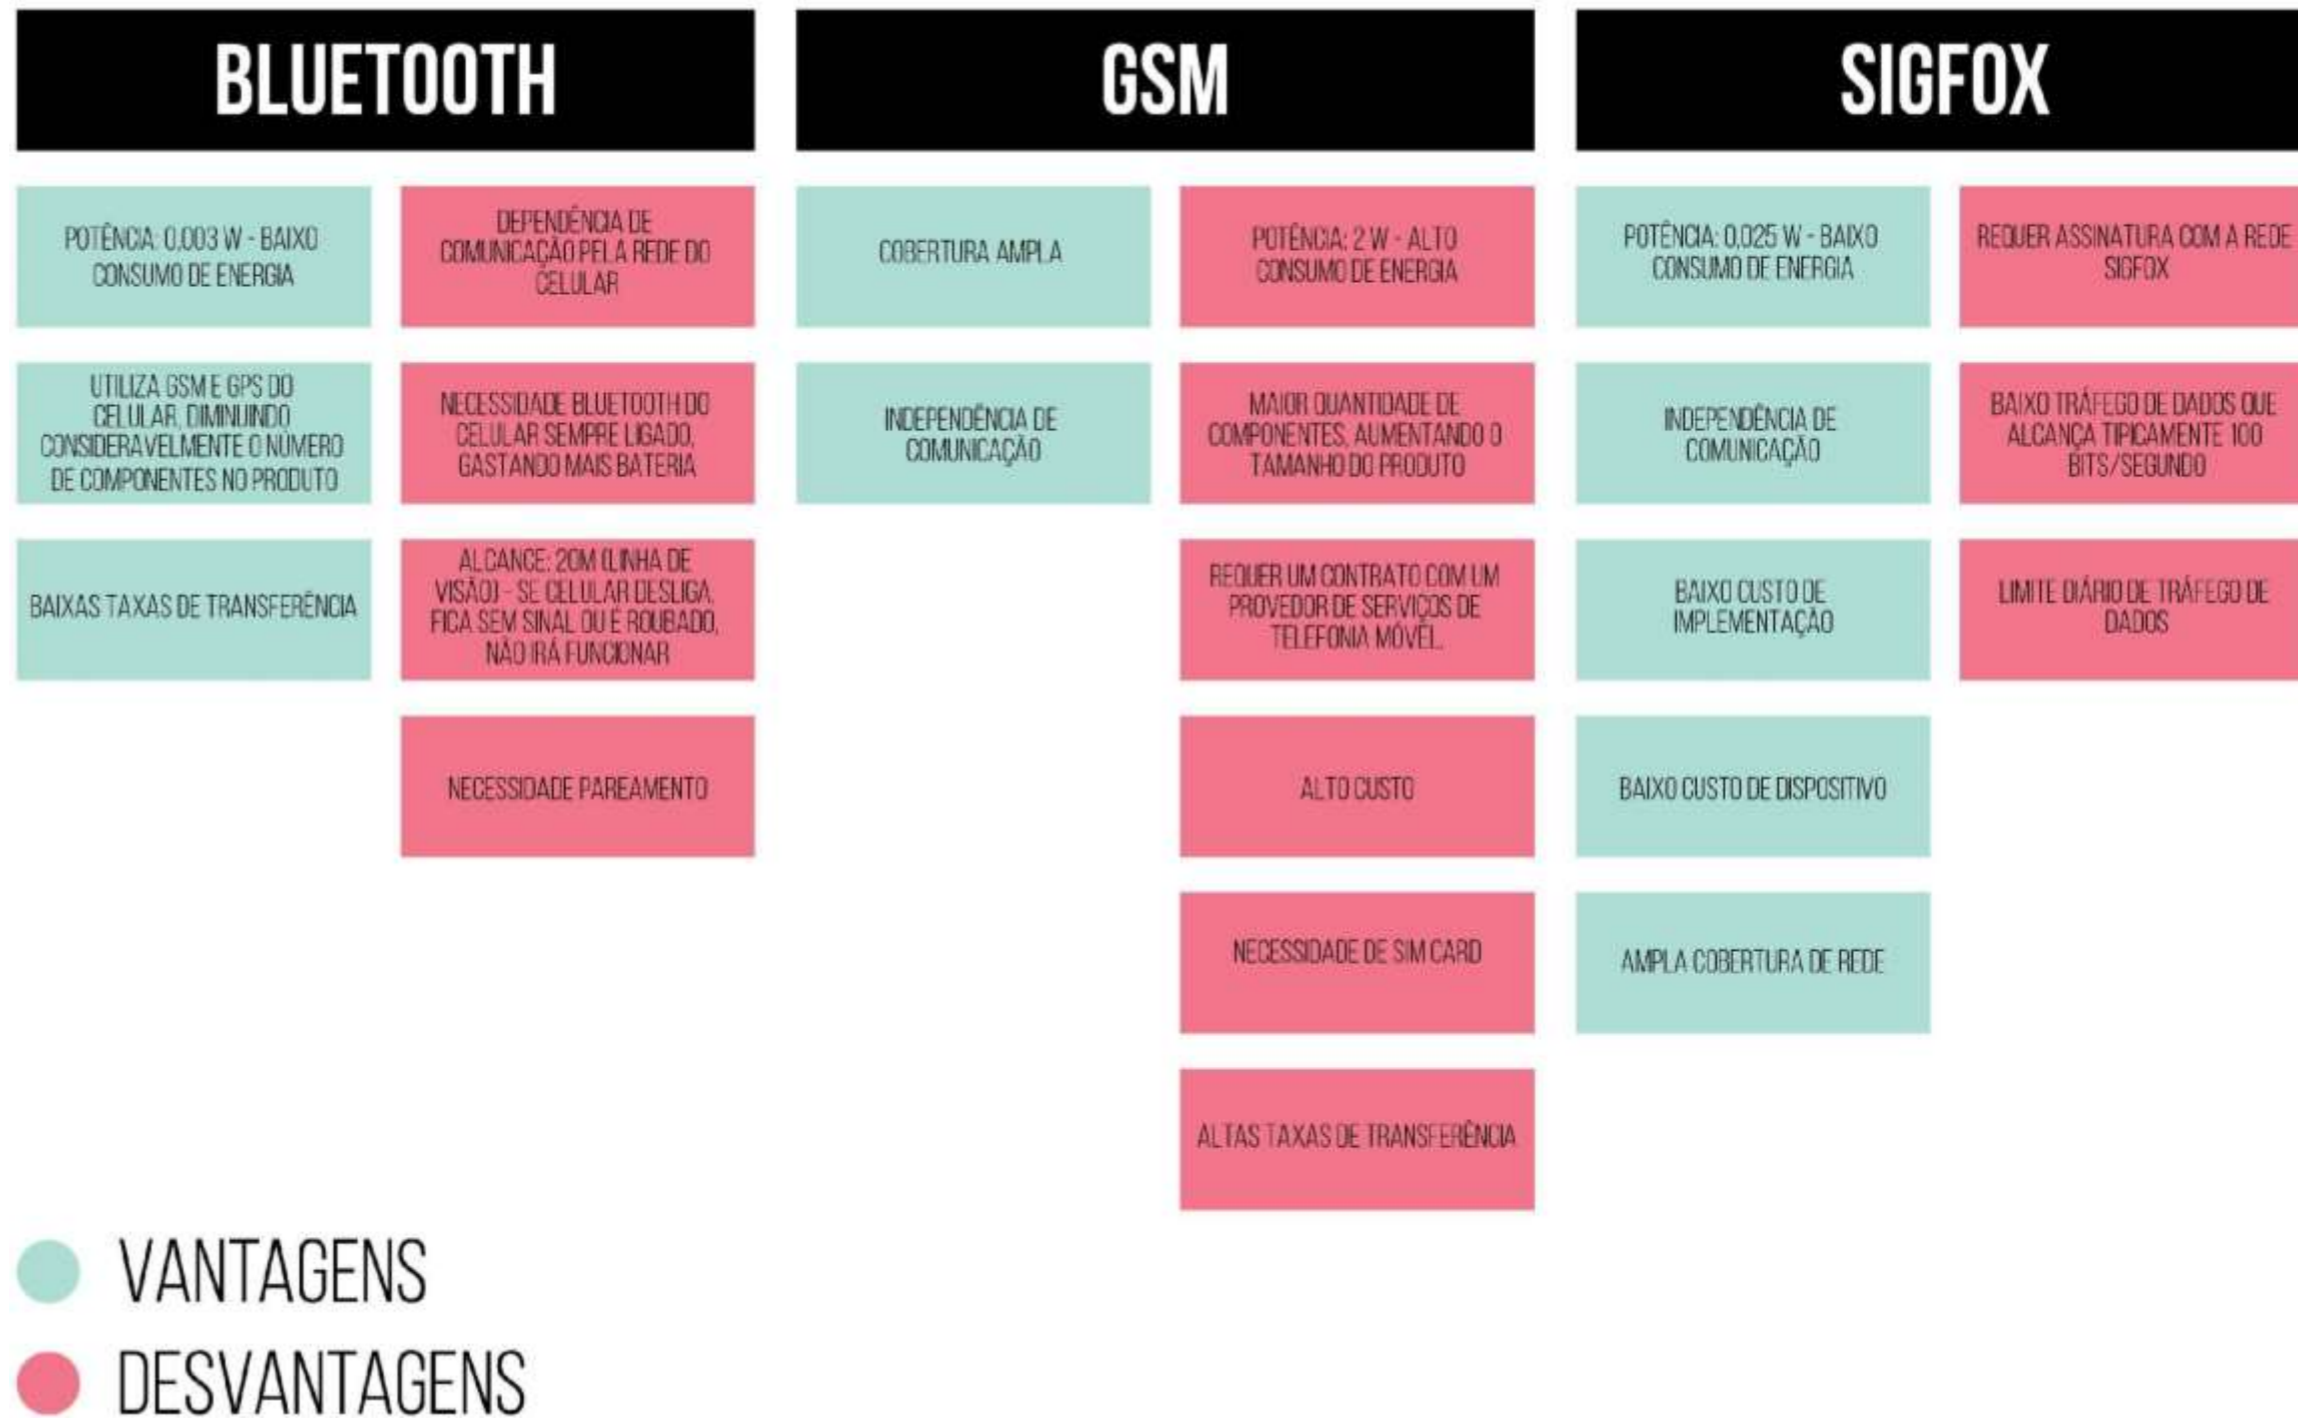 BLUETOOTH
POTÊNCIA: 0.003 W - BAIXO
CONSUMO DE ENERGIA
UTILIZA GSM E GPS DO
CELULAR, DIMINUINDO
CONSIDERAVELMENTE O NÚMERO
DE COMPONENTES NO PRODUTO
BAIXAS TAXAS DE TRANSFERÊNCIA
DEPENDÊNCIA DE
COMUNICAÇÃO PELA REDE DO
CELULAR
NECESSIDADE BLUETOOTH DO
CELULAR SEMPRE LIGADO,
GASTANDO MAIS BATERIA
ALCANCE: 20M (LINHA DE
VISÃO) - SE CELULAR DESLIGA,
FICA SEM SINAL OU É ROUBADO,
NÃO IRÁ FUNCIONAR
NECESSIDADE PAREAMENTO
GSM
COBERTURA AMPLA
INDEPENDÊNCIA DE
COMUNICAÇÃO
POTÊNCIA: 2 W - ALTO
CONSUMO DE ENERGIA
MAIOR QUANTIDADE DE
COMPONENTES, AUMENTANDO O
TAMANHO DO PRODUTO
REQUER UM CONTRATO COM UM
PROVEDOR DE SERVIÇOS DE
TELEFONIA MÓVEL.
ALTO CUSTO
NECESSIDADE DE SIM CARD
ALTAS TAXAS DE TRANSFERÊNCIA
SIGFOX
POTÊNCIA: 0,025 W - BAIXO
CONSUMO DE ENERGIA
INDEPENDÊNCIA DE
COMUNICAÇÃO
BAIXO CUSTO DE
IMPLEMENTAÇÃO
BAIXO CUSTO DE DISPOSITIVO
AMPLA COBERTURA DE REDE
REQUER ASSINATURA COM A REDE
SIGFOX
BAIXO TRÁFEGO DE DADOS QUE
ALCANÇA TIPICAMENTE 100
BITS/SEGUNDO
LIMITE DIÁRIO DE TRÁFEGO DE
DADOS
VANTAGENS
DESVANTAGENS